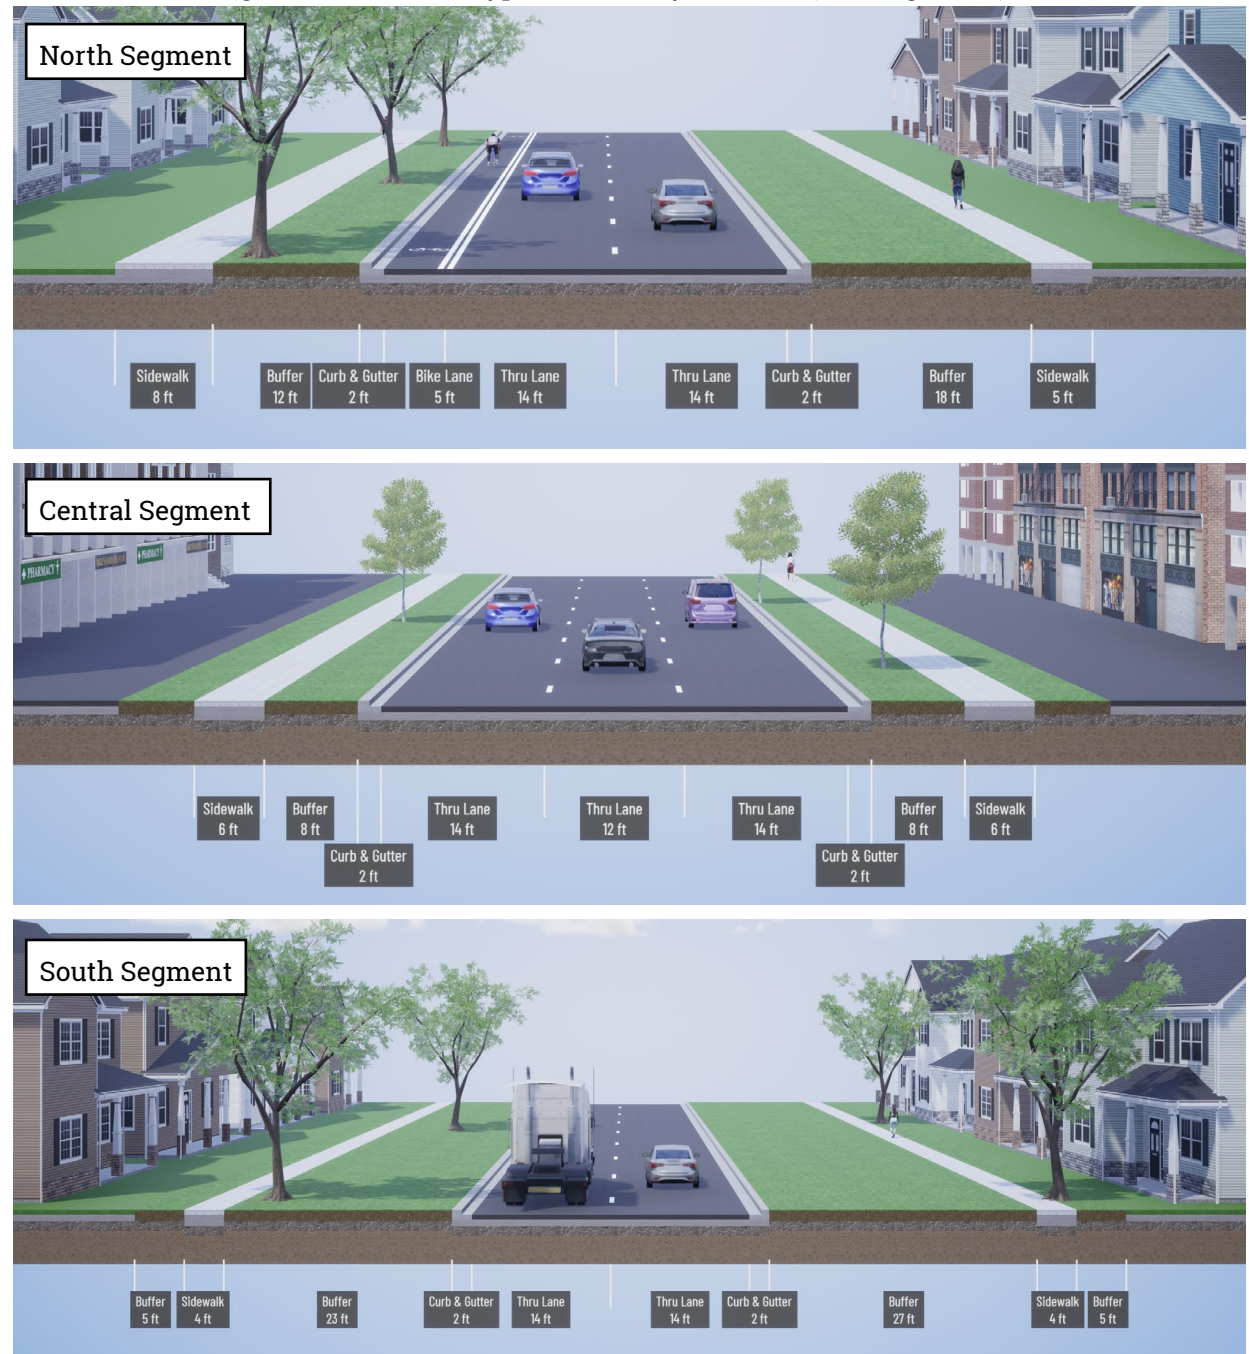 North Segment
Sidewalk
8 ft
Buffer
12 ft
Curb & Gutter
2 ft
Bike Lane
5 ft
Thru Lane
14 ft
Thru Lane
14 ft
Curb & Gutter
2 ft
Buffer
18 ft
Sidewalk
5 ft
Central Segment
PHARMACY
PHARMACY
Sidewalk
6 ft
Buffer
8 ft
Curb & Gutter
2 ft
Thru Lane
14 ft
Thru Lane
12 ft
Thru Lane
14 ft
Curb & Gutter
2 ft
Buffer
8 ft
Sidewalk
6 ft
South Segment
Buffer
5 ft
Sidewalk
4 ft
Buffer
23 ft
Curb & Gutter
2 ft
Thru Lane
14 ft
Thru Lane
14 ft
Curb & Gutter
2 ft
Buffer
27 ft
Sidewalk
4 ft
Buffer
5 ft